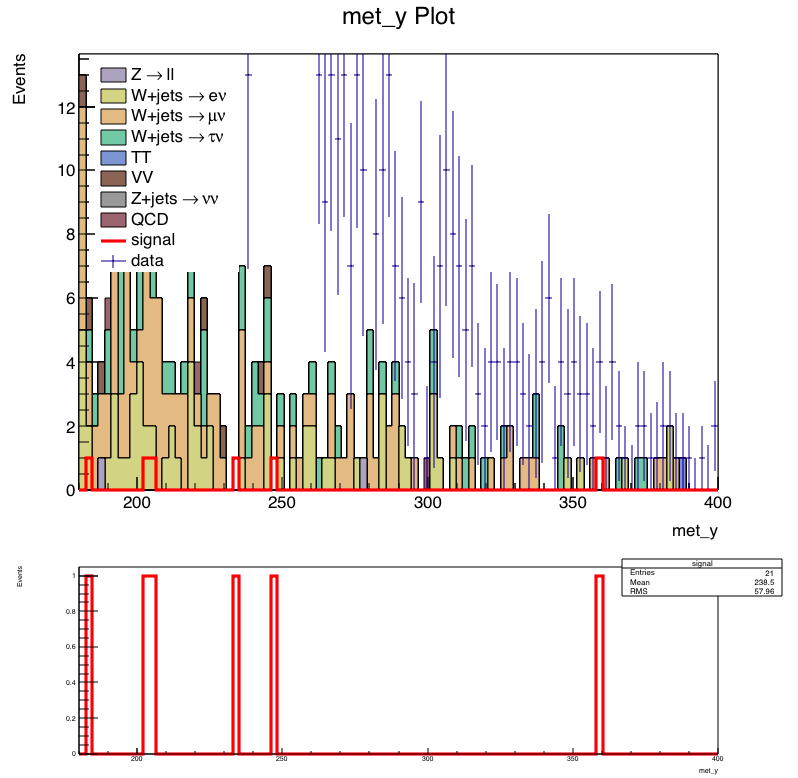 met_y Plot
Events
Z → ll
W+jets → eν
W+jets → μν
W+jets → τν
TT
VV
Z+jets → νν
QCD
signal
data
12
10
8
6
4
2
0
200 250 300 350 400
met_y
Events
signal
Entries 21
Mean 238.5
RMS 57.96
1
0.8
0.6
0.4
0.2
0
200 250 300 350 400
met_y